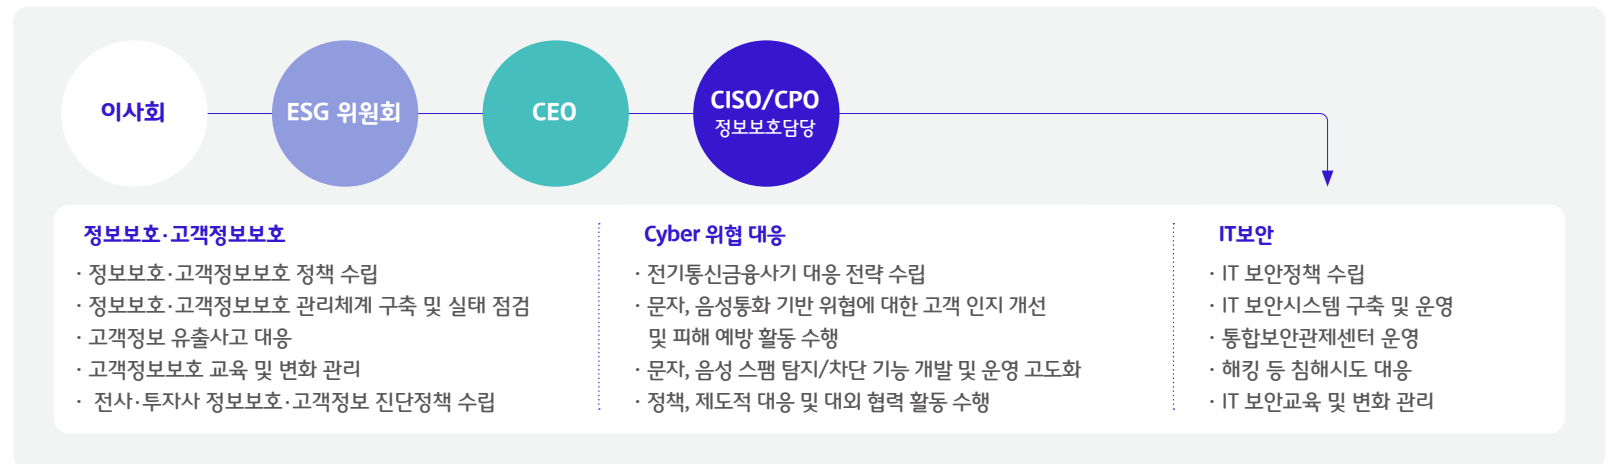 이사회
ESG 위원회
CEO
CISO/CPO
정보보호담당
정보보호·고객정보보호
· 정보보호·고객정보보호 정책 수립
· 정보보호·고객정보보호 관리체계 구축 및 실태 점검
· 고객정보 유출사고 대응
· 고객정보보호 교육 및 변화 관리
· 전사·투자사 정보보호·고객정보 진단정책 수립
Cyber 위협 대응
· 전기통신금융사기 대응 전략 수립
· 문자, 음성통화 기반 위협에 대한 고객 인지 개선
및 피해 예방 활동 수행
· 문자, 음성 스팸 탐지/차단 기능 개발 및 운영 고도화
· 정책, 제도적 대응 및 대외 협력 활동 수행
IT보안
· IT 보안정책 수립
· IT 보안시스템 구축 및 운영
· 통합보안관제센터 운영
· 해킹 등 침해시도 대응
· IT 보안교육 및 변화 관리